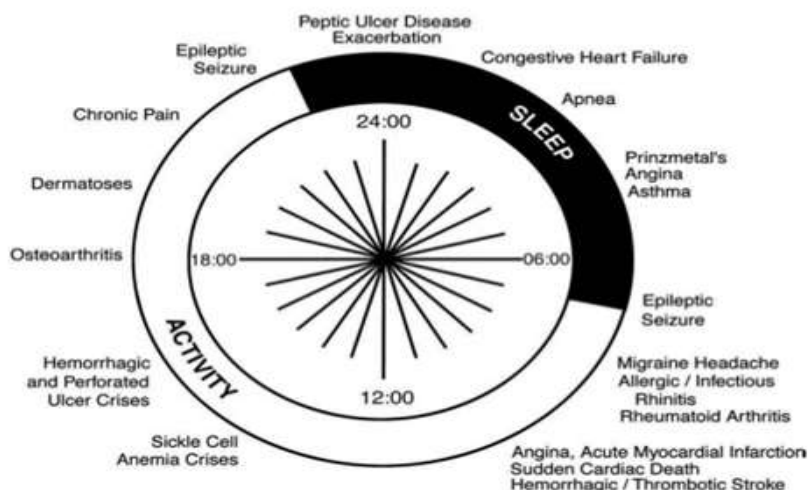 Peptic Ulcer Disease
Exacerbation
Epileptic
Seizure
Congestive Heart Failure
Chronic Pain
Apnea
24:00
SLEEP
Prinzmetal's
Angina
Asthma
Dermatoses
Osteoarthritis
18:00
06:00
Epileptic
Seizure
ACTIVITY
Hemorrhagic
and Perforated
Ulcer Crises
Migraine Headache
Allergic / Infectious
Rhinitis
Rheumatoid Arthritis
12:00
Sickle Cell
Anemia Crises
Angina, Acute Myocardial Infarction
Sudden Cardiac Death
Hemorrhagic / Thrombotic Stroke